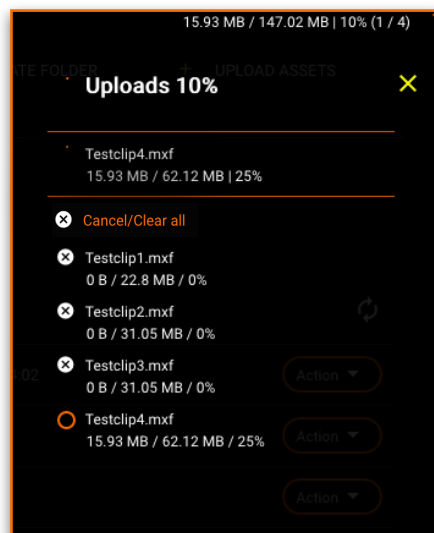 15.93 MB / 147.02 MB | 10% (1 / 4)
ATE FOLDER + UPLOAD ASSETS
Uploads 10%
Testclip4.mxf
15.93 MB / 62.12 MB | 25%
Cancel/Clear all
Testclip1.mxf
0 B / 22.8 MB / 0%
Testclip2.mxf
0 B / 31.05 MB / 0%
Testclip3.mxf
0 B / 31.05 MB / 0%
:02
Action
Testclip4.mxf
15.93 MB / 62.12 MB / 25%
Action
Action